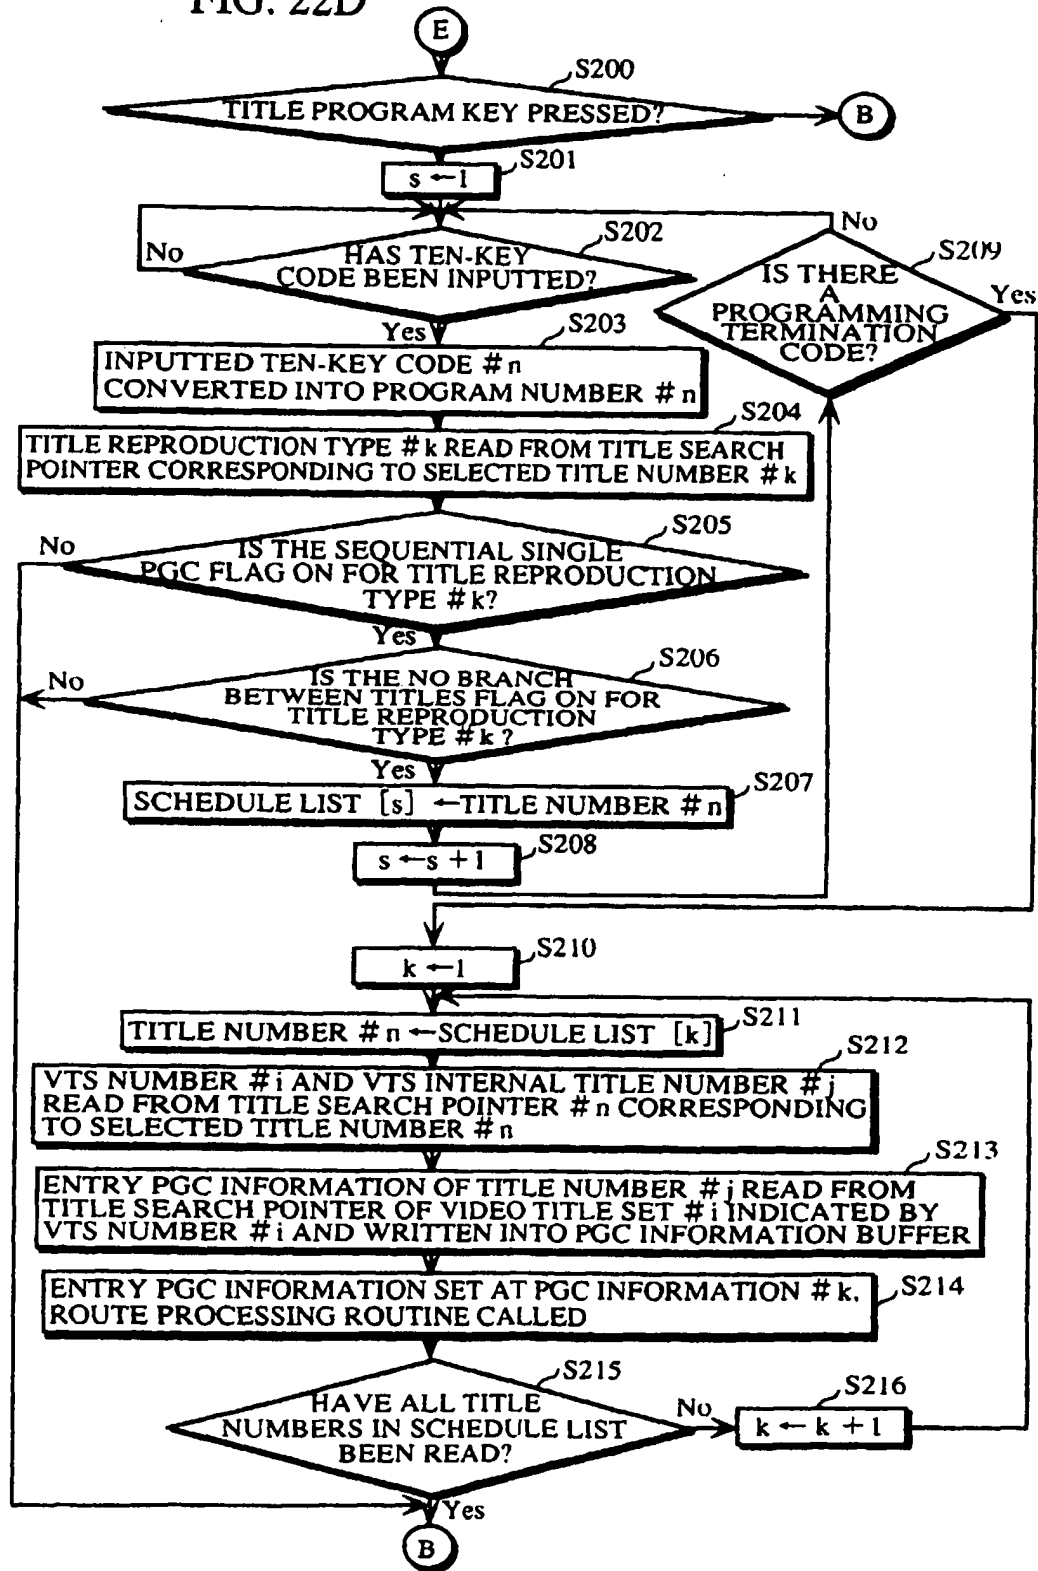 FIG. 22D
E
S200
TITLE PROGRAM KEY PRESSED?
B
S201
s ← 1
No
S202
HAS TEN-KEY
CODE BEEN INPUTTED?
No
Yes
S209
IS THERE
A
PROGRAMMING
TERMINATION
CODE?
Yes
S203
INPUTTED TEN-KEY CODE #n
CONVERTED INTO PROGRAM NUMBER #n
S204
TITLE REPRODUCTION TYPE #k READ FROM TITLE SEARCH
POINTER CORRESPONDING TO SELECTED TITLE NUMBER #k
S205
No
IS THE SEQUENTIAL SINGLE
PGC FLAG ON FOR TITLE REPRODUCTION
TYPE #k?
Yes
S206
No
IS THE NO BRANCH
BETWEEN TITLES FLAG ON FOR
TITLE REPRODUCTION
TYPE #k?
Yes
S207
SCHEDULE LIST [s] ←TITLE NUMBER #n
S208
s ←s + 1
S210
k ←1
S211
TITLE NUMBER #n ←SCHEDULE LIST [k]
S212
VTS NUMBER #i AND VTS INTERNAL TITLE NUMBER #j
READ FROM TITLE SEARCH POINTER #n CORRESPONDING
TO SELECTED TITLE NUMBER #n
S213
ENTRY PGC INFORMATION OF TITLE NUMBER #j READ FROM
TITLE SEARCH POINTER OF VIDEO TITLE SET #i INDICATED BY
VTS NUMBER #i AND WRITTEN INTO PGC INFORMATION BUFFER
S214
ENTRY PGC INFORMATION SET AT PGC INFORMATION #k,
ROUTE PROCESSING ROUTINE CALLED
S215
HAVE ALL TITLE
NUMBERS IN SCHEDULE LIST
BEEN READ?
No
S216
k ← k + 1
Yes
B